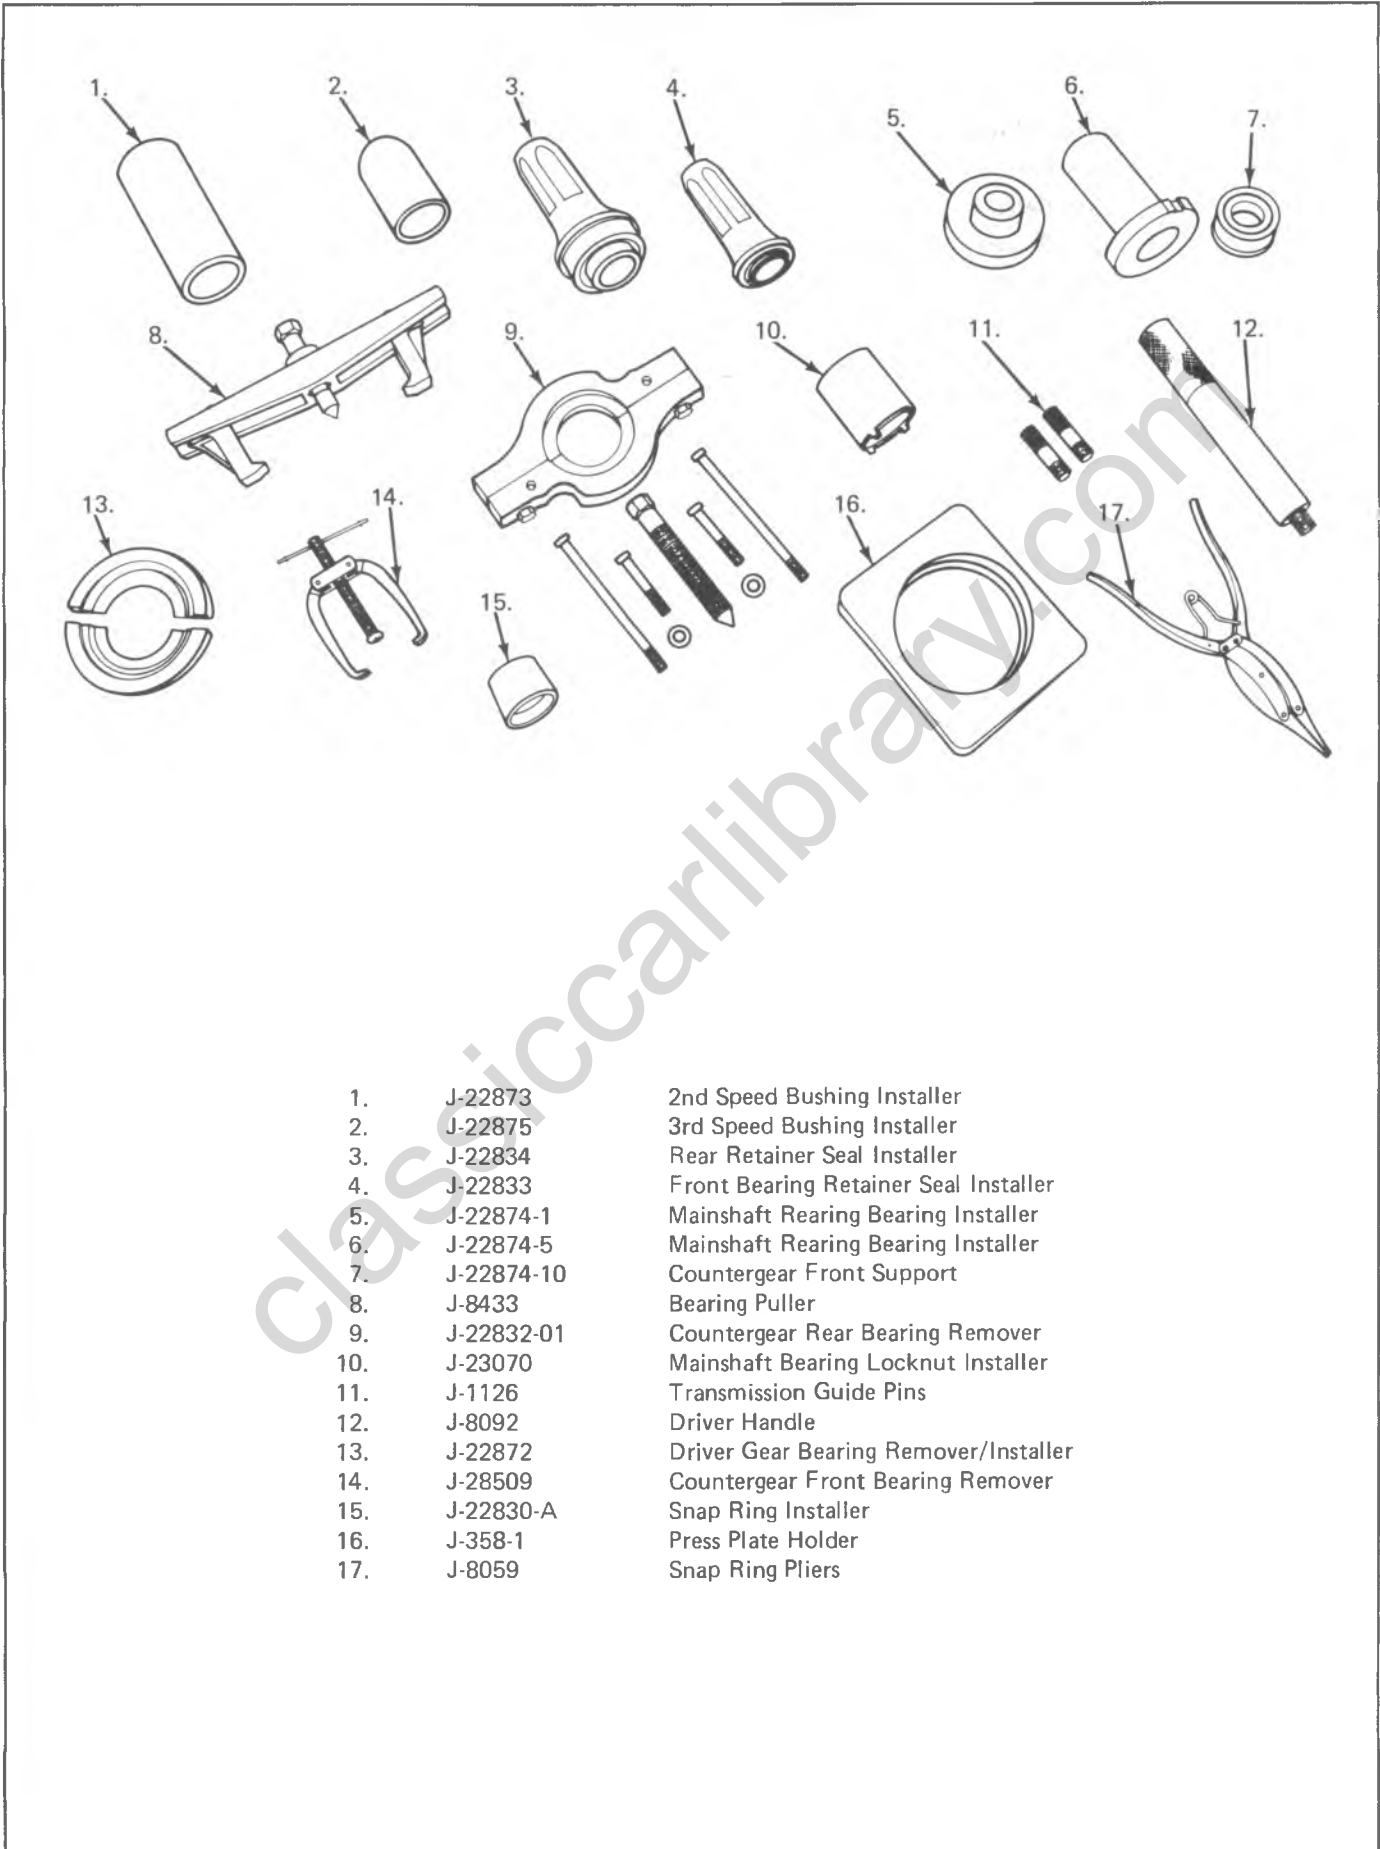 1.
2.
3.
4.
5.
6.
7.
8.
9.
10.
11.
12.
13.
14.
15.
16.
17.
1. J-22873 2nd Speed Bushing Installer
2. J-22875 3rd Speed Bushing Installer
3. J-22834 Rear Retainer Seal Installer
4. J-22833 Front Bearing Retainer Seal Installer
5. J-22874-1 Mainshaft Rearing Bearing Installer
6. J-22874-5 Mainshaft Rearing Bearing Installer
7. J-22874-10 Countergear Front Support
8. J-8433 Bearing Puller
9. J-22832-01 Countergear Rear Bearing Remover
10. J-23070 Mainshaft Bearing Locknut Installer
11. J-1126 Transmission Guide Pins
12. J-8092 Driver Handle
13. J-22872 Driver Gear Bearing Remover/Installer
14. J-28509 Countergear Front Bearing Remover
15. J-22830-A Snap Ring Installer
16. J-358-1 Press Plate Holder
17. J-8059 Snap Ring Pliers
classiccarlibrary.com